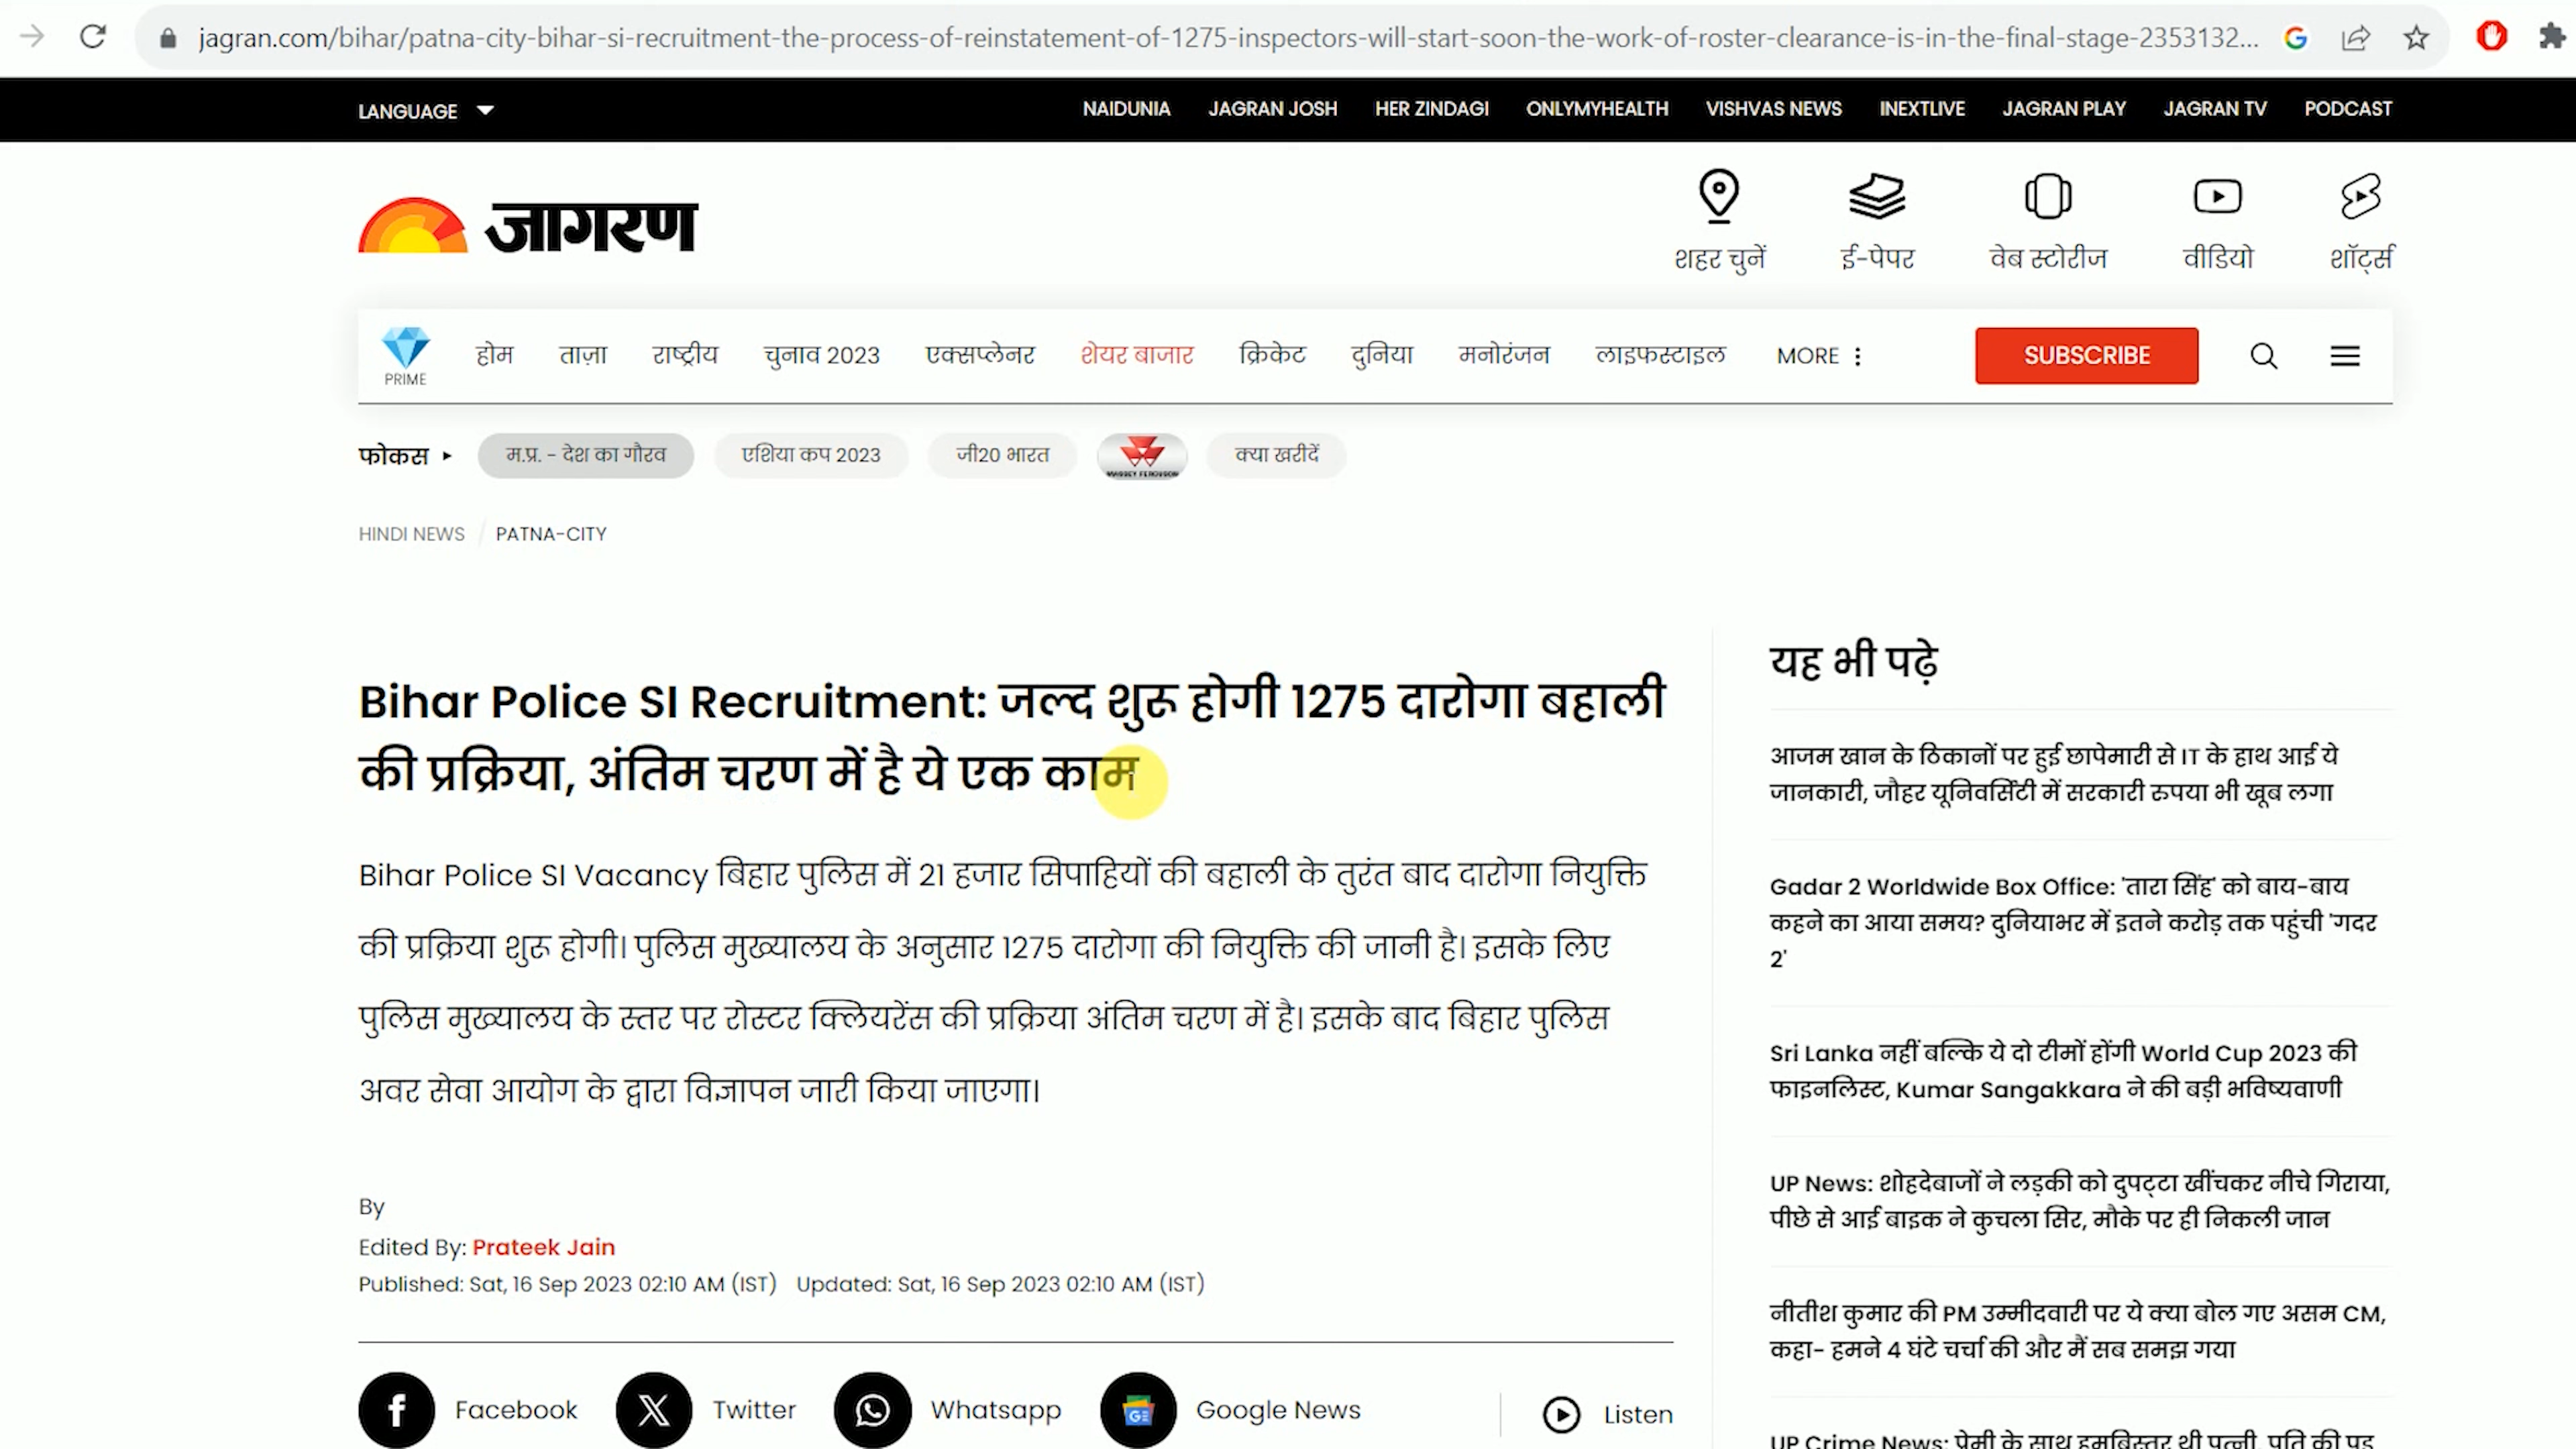 jagran.com/bihar/patna-city-bihar-si-recruitment-the-process-of-reinstatement-of-1275-inspectors-will-start-soon-the-work-of-roster-clearance-is-in-the-final-stage-2353132...
LANGUAGE
NAIDUNIA JAGRAN JOSH HER ZINDAGI ONLYMYHEALTH VISHVAS NEWS INEXTLIVE JAGRAN PLAY JAGRAN TV PODCAST
जागरण
शहर चुनें ई-पेपर वेब स्टोरीज वीडियो शॉर्ट्स
PRIME
होम ताज़ा राष्ट्रीय चुनाव 2023 एक्सप्लेनर शेयर बाजार क्रिकेट दुनिया मनोरंजन लाइफस्टाइल MORE SUBSCRIBE
फोकस म.प्र. - देश का गौरव एशिया कप 2023 जी20 भारत MASSEY FERGUSON क्या खरीदें
HINDI NEWS PATNA-CITY
Bihar Police SI Recruitment: जल्द शुरू होगी 1275 दारोगा बहाली
की प्रक्रिया, अंतिम चरण में है ये एक काम
Bihar Police SI Vacancy बिहार पुलिस में 21 हजार सिपाहियों की बहाली के तुरंत बाद दारोगा नियुक्ति
की प्रक्रिया शुरू होगी। पुलिस मुख्यालय के अनुसार 1275 दारोगा की नियुक्ति की जानी है। इसके लिए
पुलिस मुख्यालय के स्तर पर रोस्टर क्लियरेंस की प्रक्रिया अंतिम चरण में है। इसके बाद बिहार पुलिस
अवर सेवा आयोग के द्वारा विज्ञापन जारी किया जाएगा।
By
Edited By: Prateek Jain
Published: Sat, 16 Sep 2023 02:10 AM (IST) Updated: Sat, 16 Sep 2023 02:10 AM (IST)
Facebook Twitter Whatsapp Google News Listen
यह भी पढ़े
आजम खान के ठिकानों पर हुई छापेमारी से IT के हाथ आई ये
जानकारी, जौहर यूनिवर्सिटी में सरकारी रुपया भी खूब लगा
Gadar 2 Worldwide Box Office: 'तारा सिंह' को बाय-बाय
कहने का आया समय? दुनियाभर में इतने करोड़ तक पहुंची 'गदर
2'
Sri Lanka नहीं बल्कि ये दो टीमों होंगी World Cup 2023 की
फाइनलिस्ट, Kumar Sangakkara ने की बड़ी भविष्यवाणी
UP News: शोहदेबाजों ने लड़की को दुपट्टा खींचकर नीचे गिराया,
पीछे से आई बाइक ने कुचला सिर, मौके पर ही निकली जान
नीतीश कुमार की PM उम्मीदवारी पर ये क्या बोल गए असम CM,
कहा- हमने 4 घंटे चर्चा की और मैं सब समझ गया
UP Crime News: प्रेमी के साथ हमबिस्तर थी पत्नी, पति की पड़